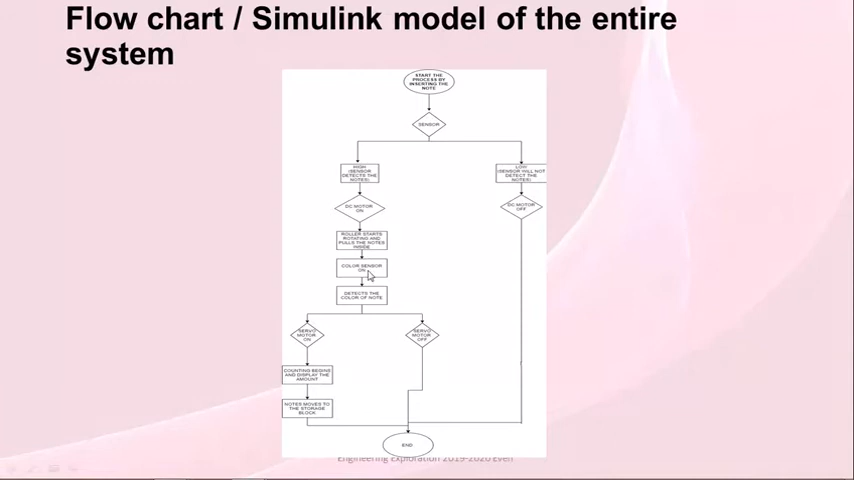 Flow chart / Simulink model of the entire
system
START THE
PROCESS BY
INSERTING THE
NOTE
SENSOR
HIGH
(SENSOR
DETECTS THE
NOTES)
LOW
(SENSOR WILL NOT
DETECT THE
NOTES)
DC MOTOR
ON
DC MOTOR
OFF
ROLLER STARTS
ROTATING AND
PULLS THE NOTES
INSIDE
COLOR SENSOR
ON
DETECTS THE
COLOR OF NOTE
SERVO
MOTOR
ON
SERVO
MOTOR
OFF
COUNTING BEGINS
AND DISPLAY THE
AMOUNT
NOTES MOVES TO
THE STORAGE
BLOCK
END
Engineering Exploration 2019-2020 Even